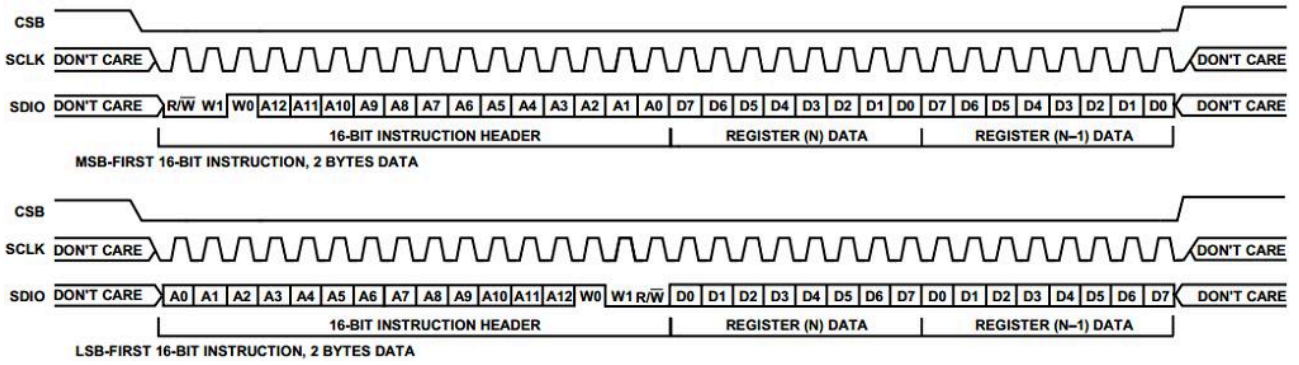 CSB
SCLK DON'T CARE DON'T CARE
SDIO DON'T CARE R/W̅ W1 W0 A12 A11 A10 A9 A8 A7 A6 A5 A4 A3 A2 A1 A0 D7 D6 D5 D4 D3 D2 D1 D0 D7 D6 D5 D4 D3 D2 D1 D0 DON'T CARE
16-BIT INSTRUCTION HEADER REGISTER (N) DATA REGISTER (N–1) DATA
MSB-FIRST 16-BIT INSTRUCTION, 2 BYTES DATA
CSB
SCLK DON'T CARE DON'T CARE
SDIO DON'T CARE A0 A1 A2 A3 A4 A5 A6 A7 A8 A9 A10 A11 A12 W0 W1 R/W̅ D0 D1 D2 D3 D4 D5 D6 D7 D0 D1 D2 D3 D4 D5 D6 D7 DON'T CARE
16-BIT INSTRUCTION HEADER REGISTER (N) DATA REGISTER (N–1) DATA
LSB-FIRST 16-BIT INSTRUCTION, 2 BYTES DATA